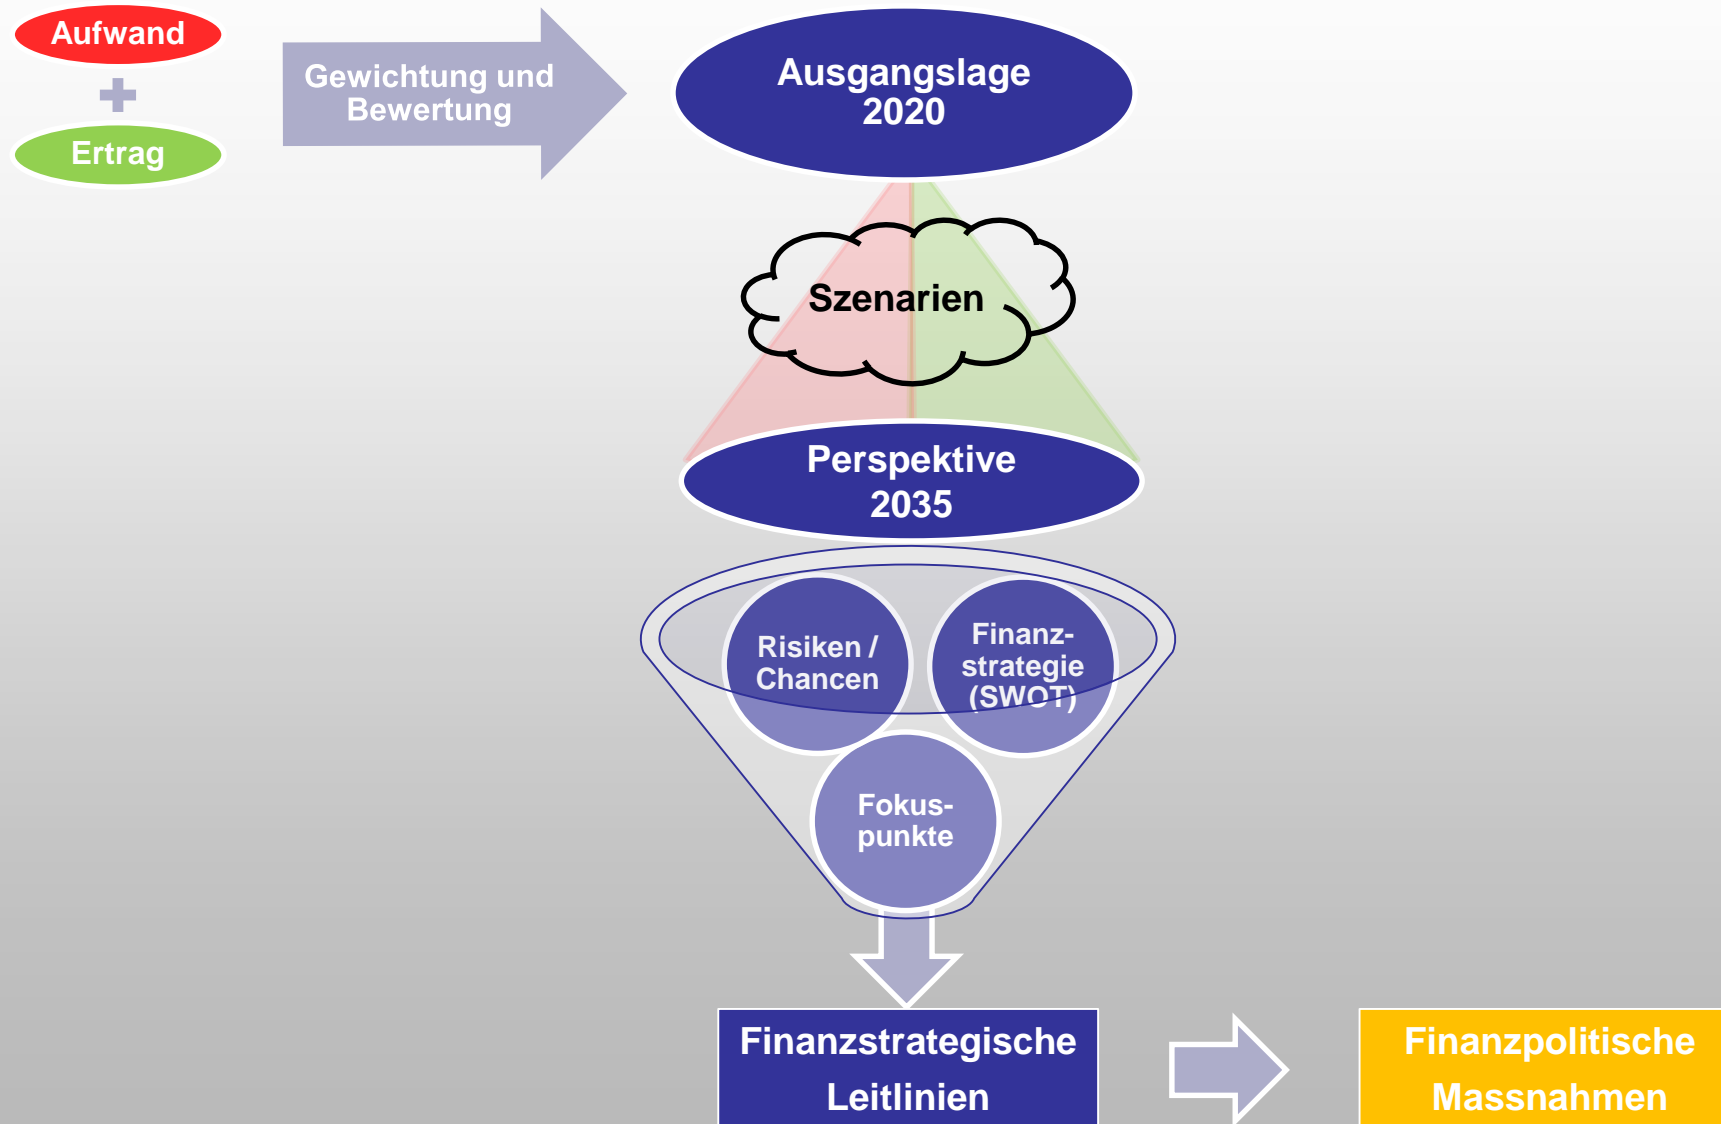 Aufwand
Ertrag
Gewichtung und
Bewertung
Ausgangslage
2020
Szenarien
Perspektive
2035
Risiken /
Chancen
Finanz-
strategie
(SWOT)
Fokus-
punkte
Finanzstrategische
Leitlinien
Finanzpolitische
Massnahmen